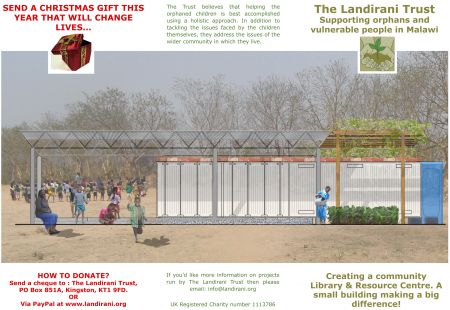 SEND A CHRISTMAS GIFT THIS
YEAR THAT WILL CHANGE
LIVES...
The Trust believes that helping the
orphaned children is best accomplished
using a holistic approach. In addition to
tackling the issues faced by the children
themselves, they address the issues of the
wider community in which they live.
The Landirani Trust
Supporting orphans and
vulnerable people in Malawi
HOW TO DONATE?
Send a cheque to : The Landirani Trust,
PO Box 851A, Kingston, KT1 9FD.
OR
Via PayPal at www.landirani.org
If you'd like more information on projects
run by The Landirani Trust then please
email: info@landirani.org
UK Registered Charity number 1113786
Creating a community
Library & Resource Centre. A
small building making a big
difference!